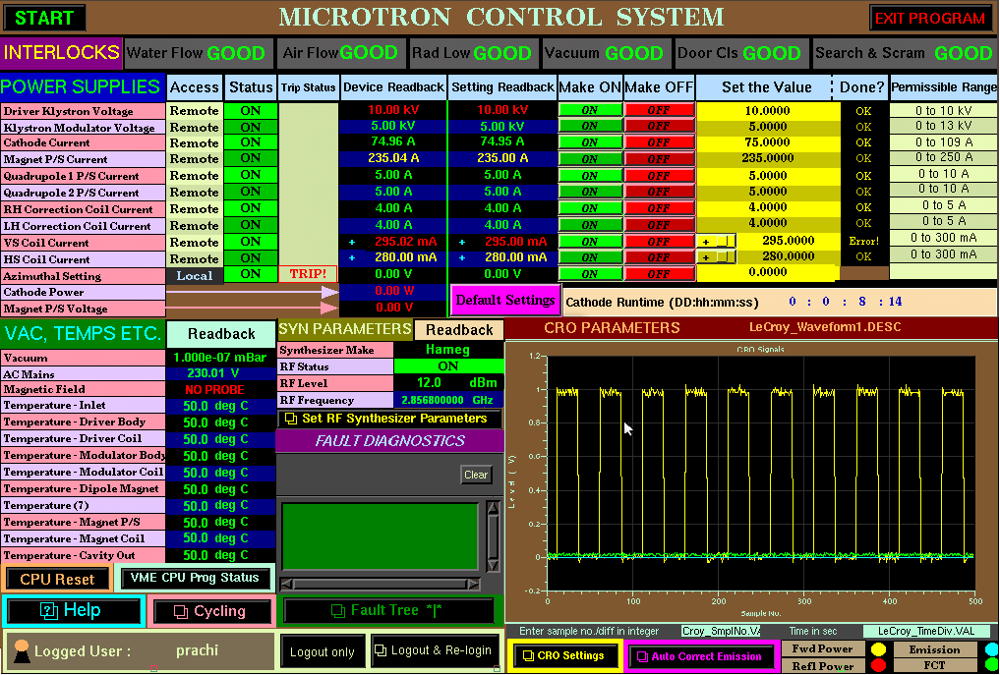 START MICROTRON CONTROL SYSTEM EXIT PROGRAM
INTERLOCKS Water Flow GOOD Air Flow GOOD Rad Low GOOD Vacuum GOOD Door Cls GOOD Search & Scram GOOD
POWER SUPPLIES Access Status Trip Status Device Readback Setting Readback Make ON Make OFF Set the Value Done? Permissible Range
Driver Klystron Voltage Remote ON 10.00 kV 10.00 kV ON OFF 10.0000 OK 0 to 10 kV
Klystron Modulator Voltage Remote ON 5.00 kV 5.00 kV ON OFF 5.0000 OK 0 to 13 kV
Cathode Current Remote ON 74.96 A 74.95 A ON OFF 75.0000 OK 0 to 109 A
Magnet P/S Current Remote ON 235.04 A 235.00 A ON OFF 235.0000 OK 0 to 250 A
Quadrupole 1 P/S Current Remote ON 5.00 A 5.00 A ON OFF 5.0000 OK 0 to 10 A
Quadrupole 2 P/S Current Remote ON 5.00 A 5.00 A ON OFF 5.0000 OK 0 to 10 A
RH Correction Coil Current Remote ON 4.00 A 4.00 A ON OFF 4.0000 OK 0 to 5 A
LH Correction Coil Current Remote ON 4.00 A 4.00 A ON OFF 4.0000 OK 0 to 5 A
VS Coil Current Remote ON + 295.02 mA + 295.00 mA ON OFF + 295.0000 Error! 0 to 300 mA
HS Coil Current Remote ON + 280.00 mA + 280.00 mA ON OFF + 280.0000 OK 0 to 300 mA
Azimuthal Setting Local ON TRIP! 0.00 V 0.00 V ON OFF 0.0000
Cathode Power 0.00 W
Magnet P/S Voltage 0.00 V
Default Settings Cathode Runtime (DD:hh:mm:ss) 0 : 0 : 8 : 14
VAC, TEMPS ETC. Readback
Vacuum 1.000e-07 mBar
AC Mains 230.01 V
Magnetic Field NO PROBE
Temperature - Inlet 50.0 deg C
Temperature - Driver Body 50.0 deg C
Temperature - Driver Coil 50.0 deg C
Temperature - Modulator Body 50.0 deg C
Temperature - Modulator Coil 50.0 deg C
Temperature - Dipole Magnet 50.0 deg C
Temperature (7) 50.0 deg C
Temperature - Magnet P/S 50.0 deg C
Temperature - Magnet Coil 50.0 deg C
Temperature - Cavity Out 50.0 deg C
CPU Reset VME CPU Prog Status
Help Cycling
Logged User : prachi
SYN PARAMETERS Readback
Synthesizer Make Hameg
RF Status ON
RF Level 12.0 dBm
RF Frequency 2.856800000 GHz
Set RF Synthesizer Parameters
FAULT DIAGNOSTICS
Clear
Fault Tree *|*
Logout only Logout & Re-login
CRO PARAMETERS LeCroy_Waveform1.DESC
CRO Signals
Level ( V)
1.2
1
0.8
0.6
0.4
0.2
0
-0.2
0 100 200 300 400 500
Sample No.
Enter sample no./diff in integer Croy_SmplNo.VA Time in sec LeCroy_TimeDiv.VAL
CRO Settings Auto Correct Emission
Fwd Power Emission
Refl Power FCT